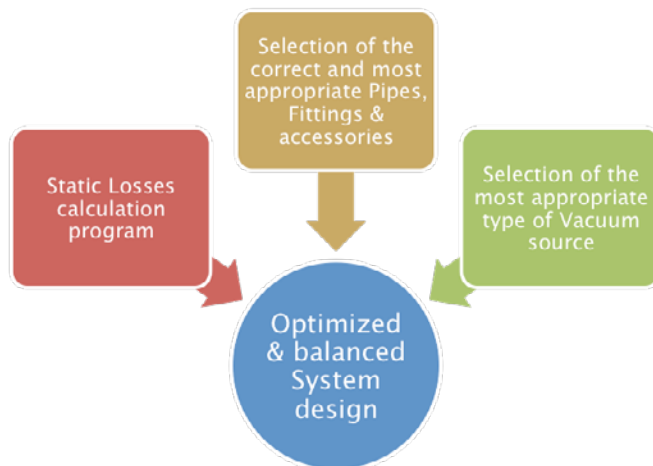 Selection of the
correct and most
appropriate Pipes,
Fittings &
accessories
Static Losses
calculation
program
Selection of the
most appropriate
type of Vacuum
source
Optimized
& balanced
System
design